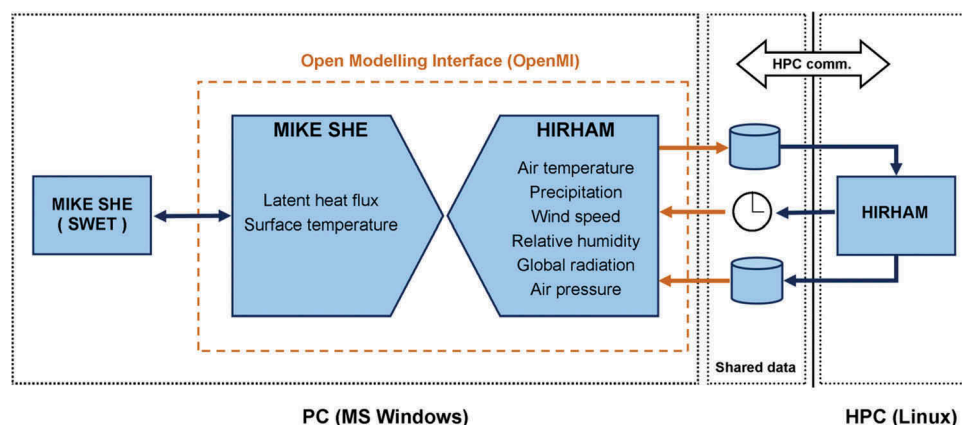 Open Modelling Interface (OpenMI)
HPC comm.
MIKE SHE
( SWET )
MIKE SHE
Latent heat flux
Surface temperature
HIRHAM
Air temperature
Precipitation
Wind speed
Relative humidity
Global radiation
Air pressure
HIRHAM
Shared data
PC (MS Windows)
HPC (Linux)